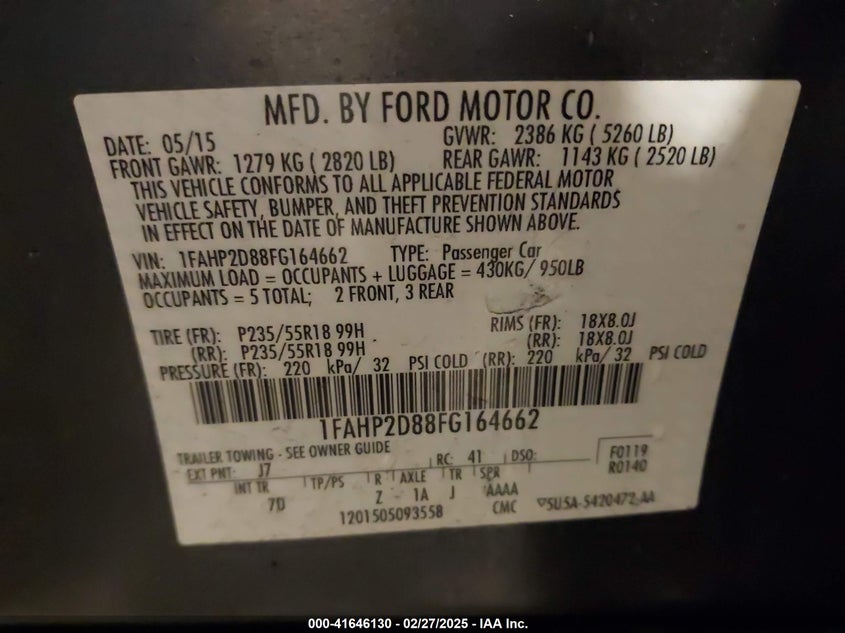 MFD. BY FORD MOTOR CO.
DATE: 05/15 GVWR: 2386 KG ( 5260 LB)
FRONT GAWR: 1279 KG ( 2820 LB) REAR GAWR: 1143 KG ( 2520 LB)
THIS VEHICLE CONFORMS TO ALL APPLICABLE FEDERAL MOTOR
VEHICLE SAFETY, BUMPER, AND THEFT PREVENTION STANDARDS
IN EFFECT ON THE DATE OF MANUFACTURE SHOWN ABOVE.
VIN: 1FAHP2D88FG164662 TYPE: Passenger Car
MAXIMUM LOAD = OCCUPANTS + LUGGAGE = 430KG/ 950LB
OCCUPANTS = 5 TOTAL; 2 FRONT, 3 REAR
TIRE (FR): P235/55R18 99H RIMS (FR): 18X8.0J
(RR): P235/55R18 99H (RR): 18X8.0J
PRESSURE (FR): 220 kPa/ 32 PSI COLD (RR): 220 kPa/ 32 PSI COLD
1FAHP2D88FG164662
TRAILER TOWING - SEE OWNER GUIDE
EXT PNT: J7 RC: 41 DSO: F0119
R0140
INT TR TP/PS R AXLE TR SPR
7D Z 1A J AAAA
1201505093558 CMC 5U5A-5420472-AA
000-41646130 - 02/27/2025 - IAA Inc.